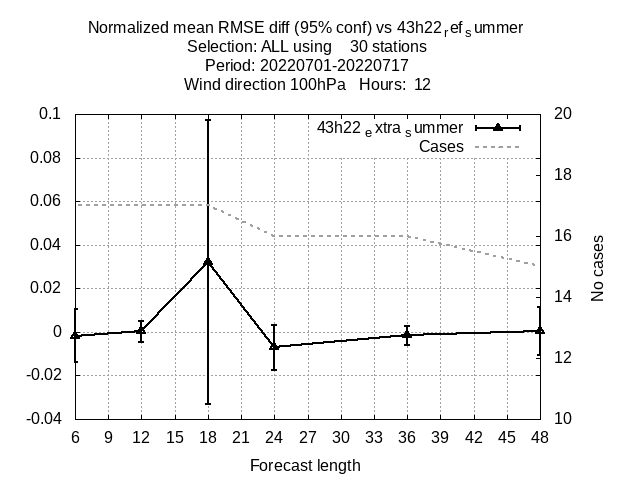 Normalized mean RMSE diff (95% conf) vs 43h22refsummer
Selection: ALL using 30 stations
Period: 20220701-20220717
Wind direction 100hPa Hours: 12
0.1
0.08
0.06
0.04
0.02
0
-0.02
-0.04
43h22extrasummer
Cases
20
18
16
14
12
10
No cases
6 9 12 15 18 21 24 27 30 33 36 39 42 45 48
Forecast length